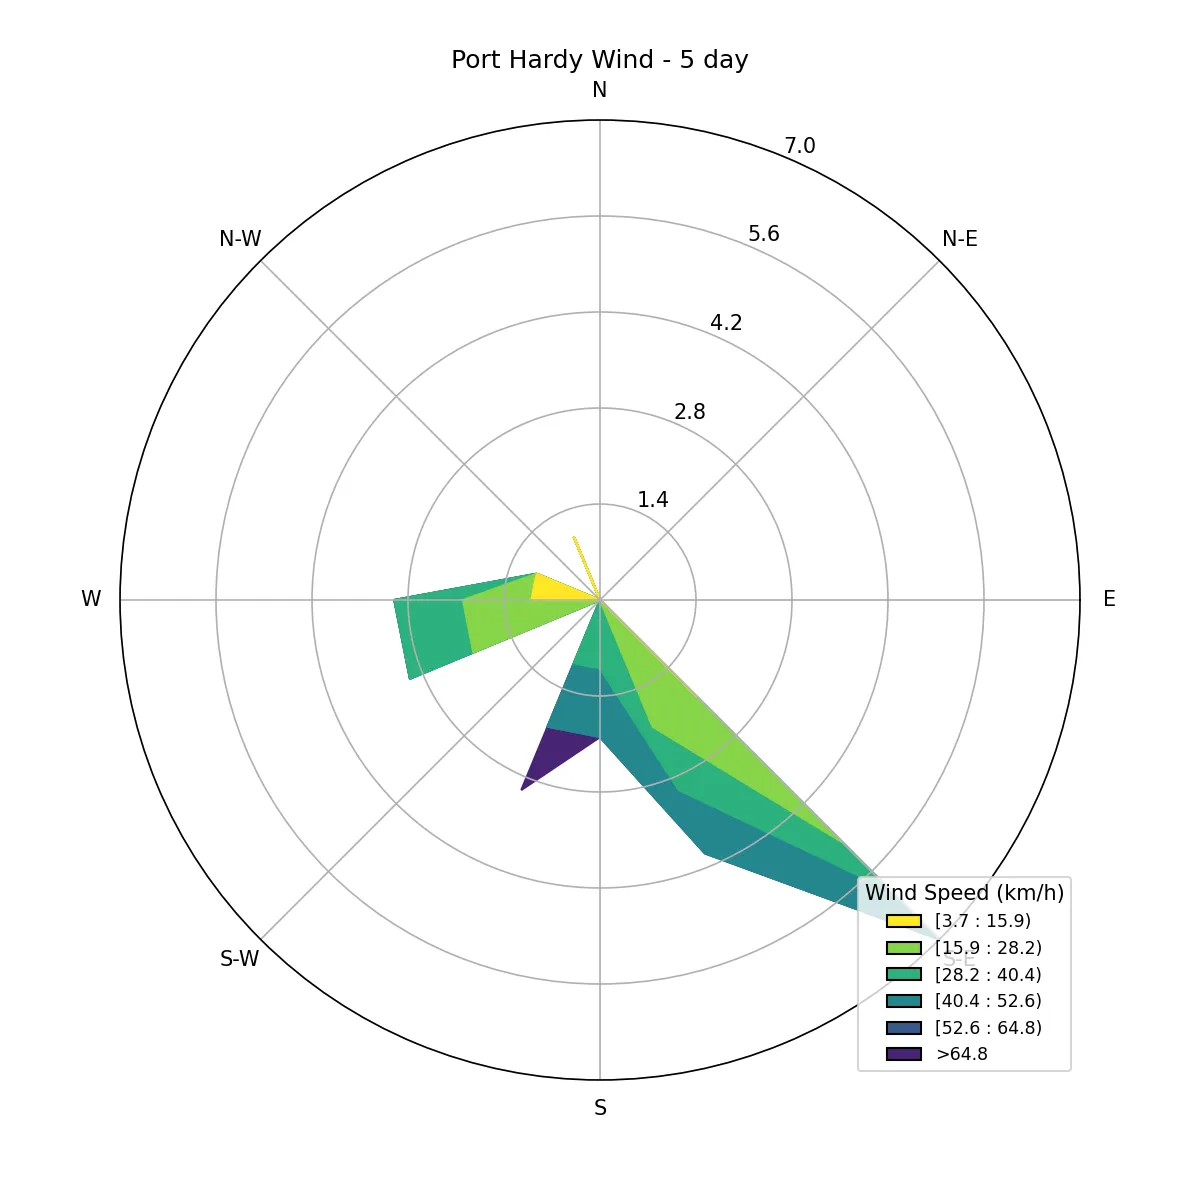 Port Hardy Wind - 5 day
N
7.0
N-W
N-E
5.6
4.2
2.8
1.4
W
E
Wind Speed (km/h)
[3.7 : 15.9)
[15.9 : 28.2)
S-W
S-E
[28.2 : 40.4)
[40.4 : 52.6)
[52.6 : 64.8)
>64.8
S